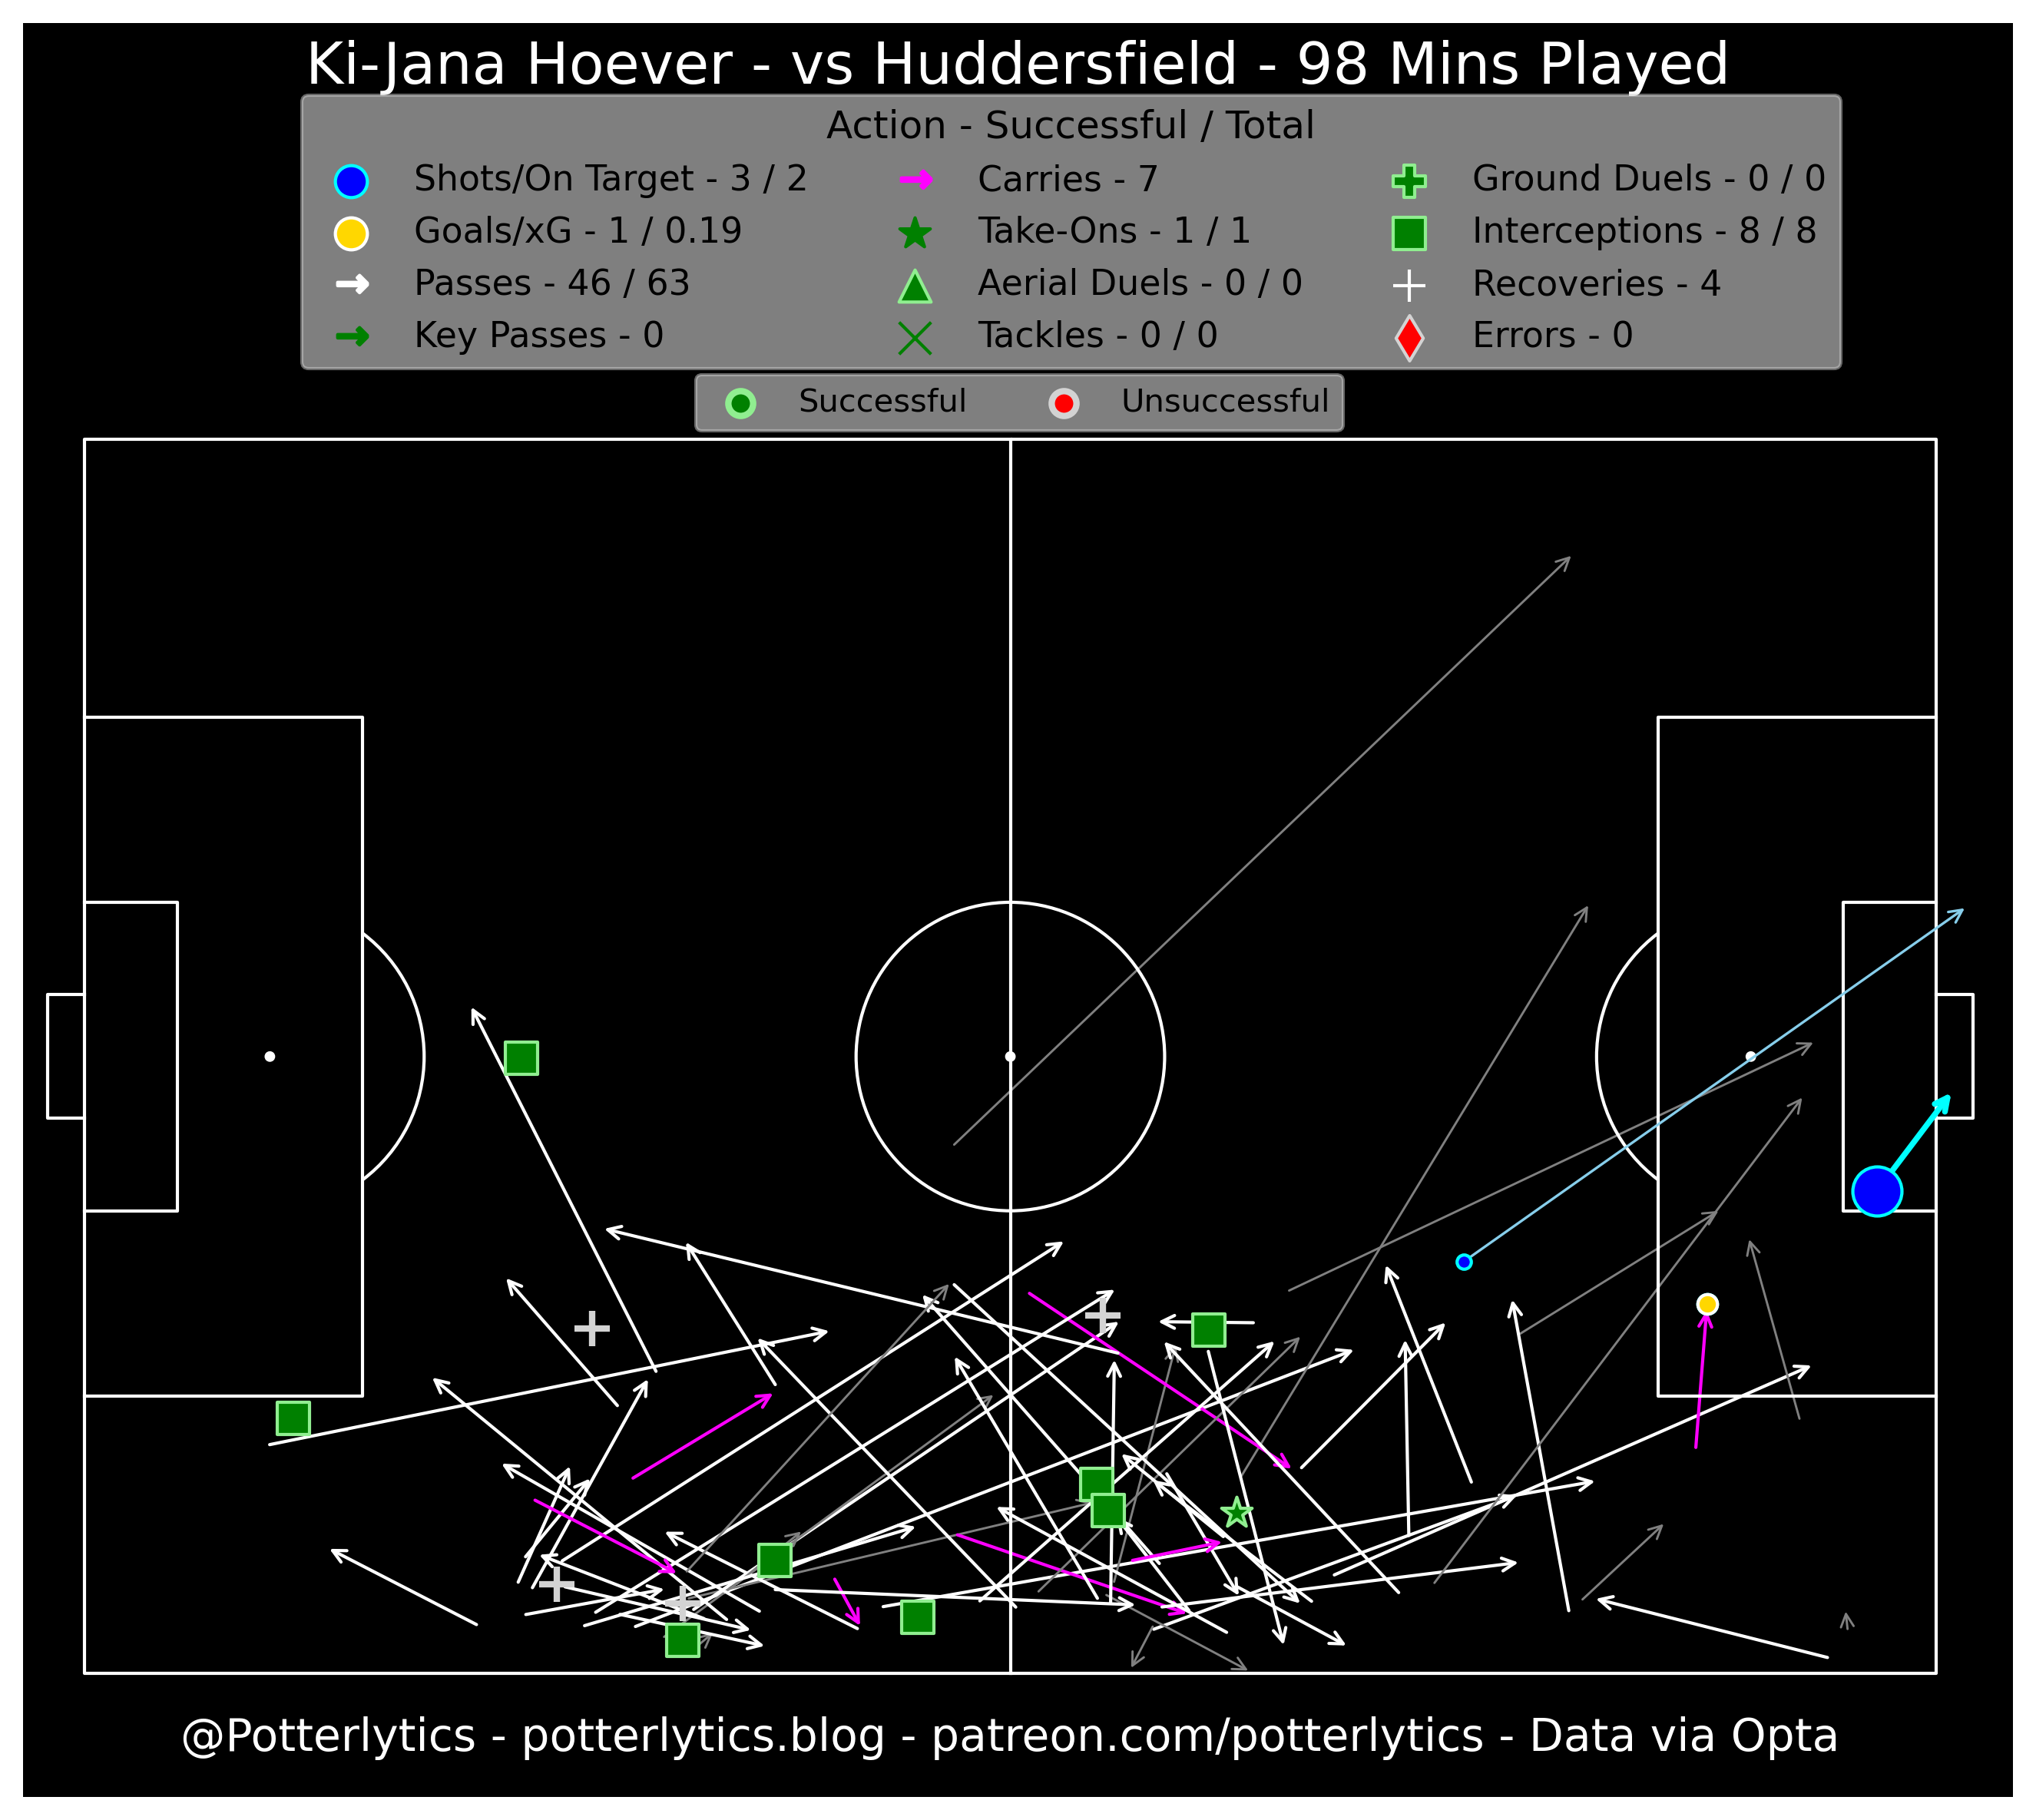 Ki-Jana Hoever - vs Huddersfield - 98 Mins Played
Action - Successful / Total
Shots/On Target - 3 / 2
Goals/xG - 1 / 0.19
Passes - 46 / 63
Key Passes - 0
Carries - 7
Take-Ons - 1 / 1
Aerial Duels - 0 / 0
Tackles - 0 / 0
Ground Duels - 0 / 0
Interceptions - 8 / 8
Recoveries - 4
Errors - 0
Successful
Unsuccessful
@Potterlytics - potterlytics.blog - patreon.com/potterlytics - Data via Opta